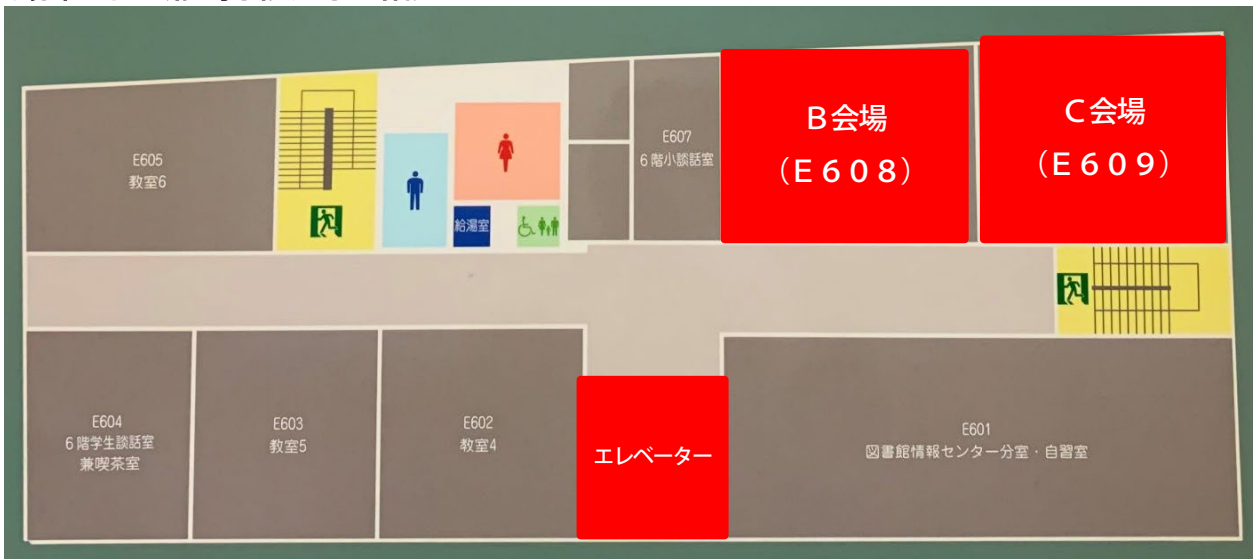 E605
教室6
給湯室
E607
6階小談話室
B会場
(E608)
C会場
(E609)
E604
6階学生談話室
兼喫茶室
E603
教室5
E602
教室4
エレベーター
E601
図書館情報センター分室・自習室